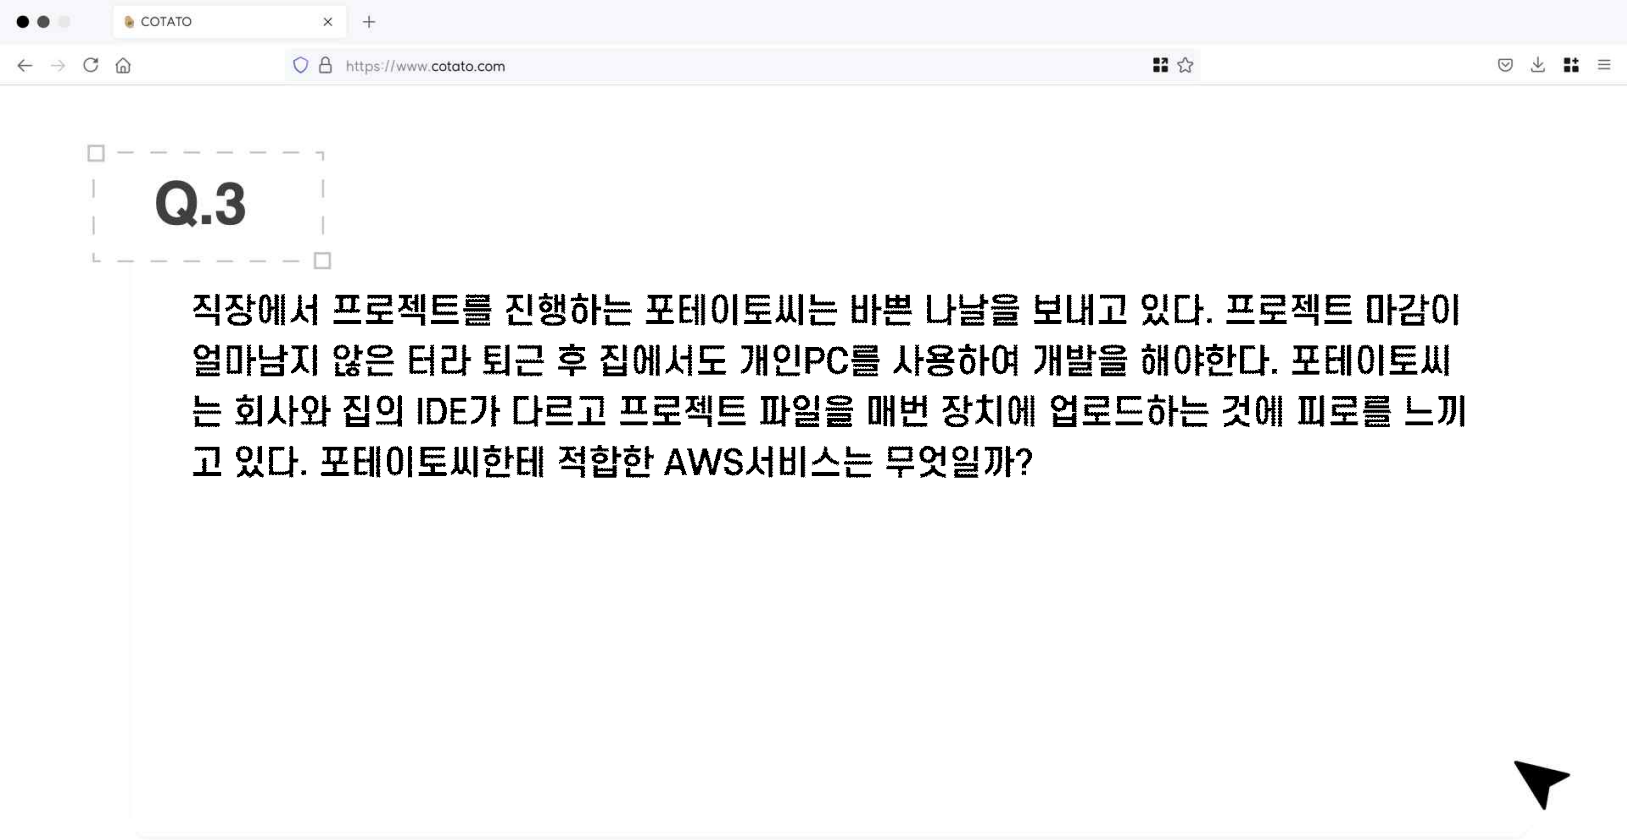 COTATO
https://www.cotato.com
Q.3
직장에서 프로젝트를 진행하는 포테이토씨는 바쁜 나날을 보내고 있다. 프로젝트 마감이
얼마남지 않은 터라 퇴근 후 집에서도 개인PC를 사용하여 개발을 해야한다. 포테이토씨
는 회사와 집의 IDE가 다르고 프로젝트 파일을 매번 장치에 업로드하는 것에 피로를 느끼
고 있다. 포테이토씨한테 적합한 AWS서비스는 무엇일까?